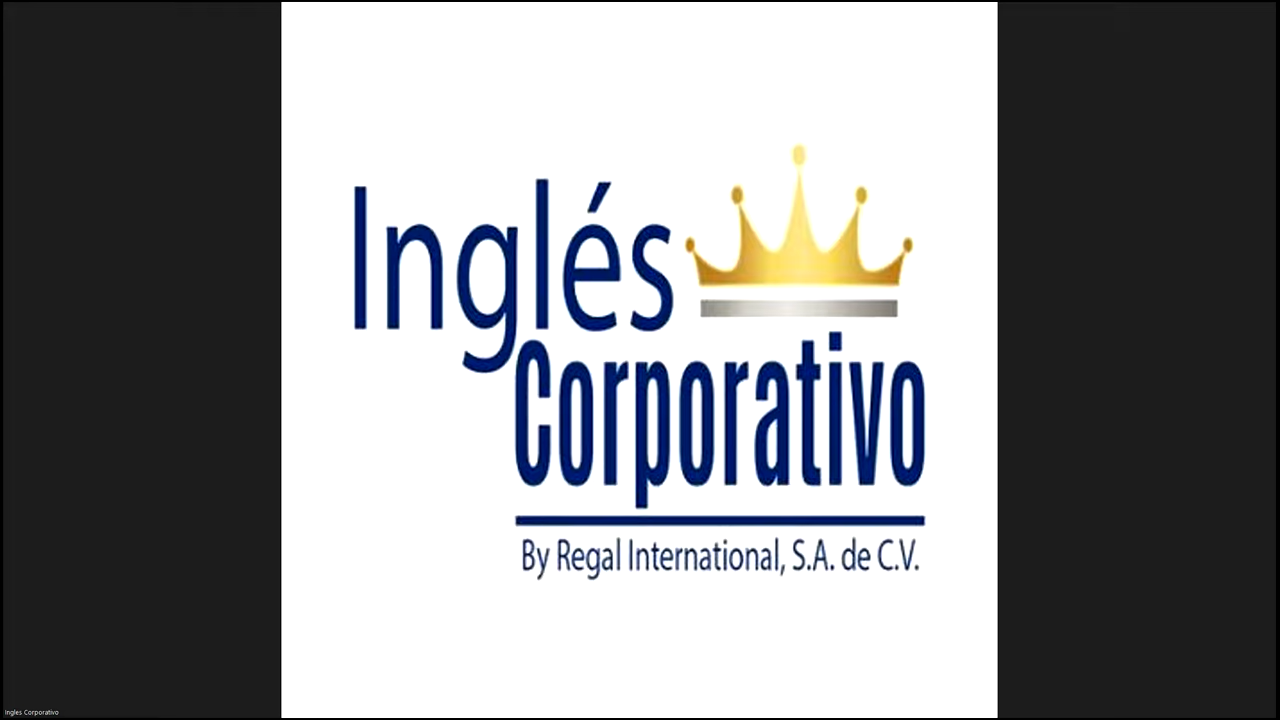 Inglés
Corporativo
By Regal International, S.A. de C.V.
Ingles Corporativo